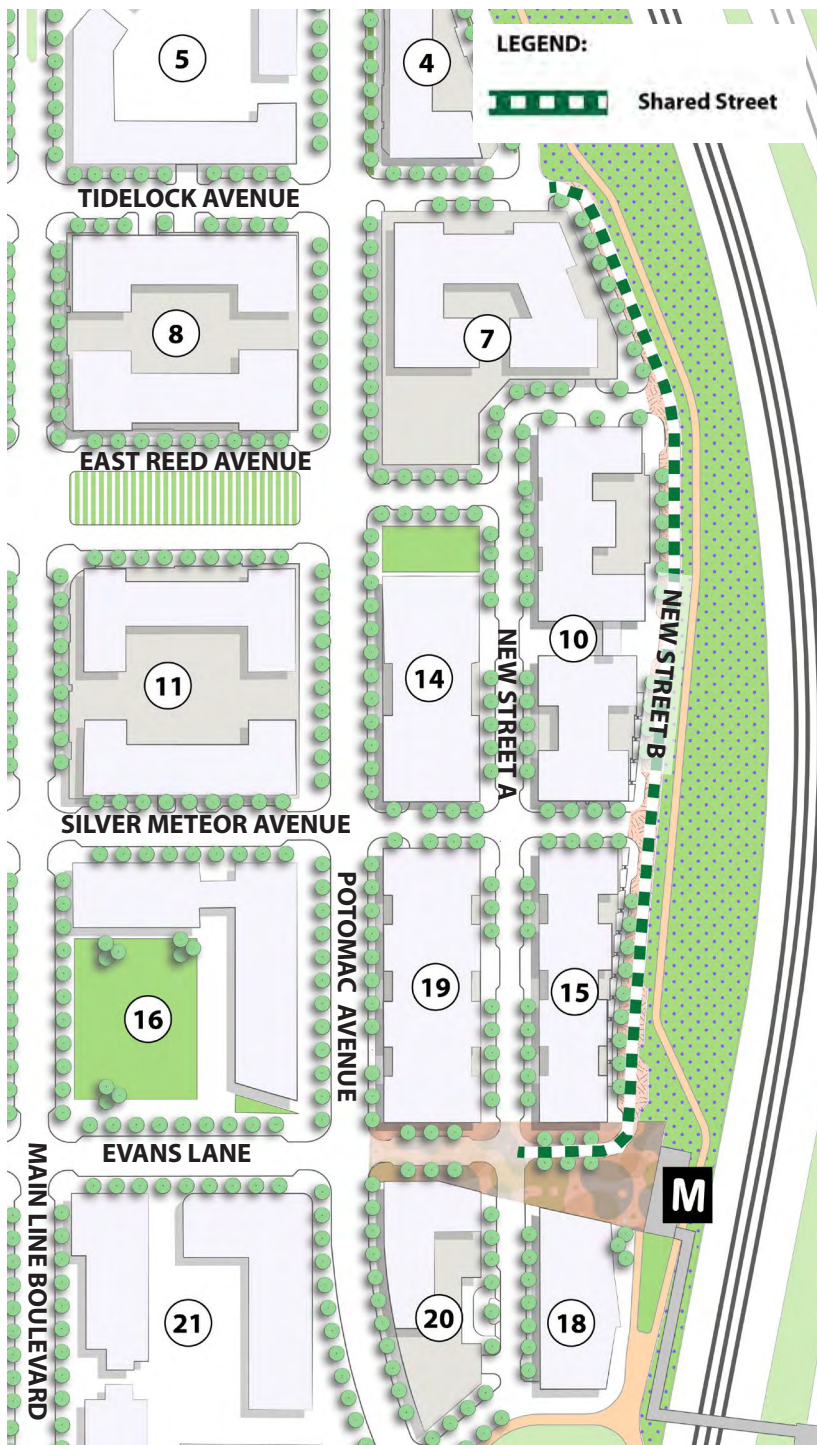 LEGEND:
Shared Street
5
4
TIDELOCK AVENUE
8
7
EAST REED AVENUE
NEW STREET B
10
NEW STREET A
14
11
SILVER METEOR AVENUE
POTOMAC AVENUE
19
15
16
EVANS LANE
MAIN LINE BOULEVARD
M
21
20
18